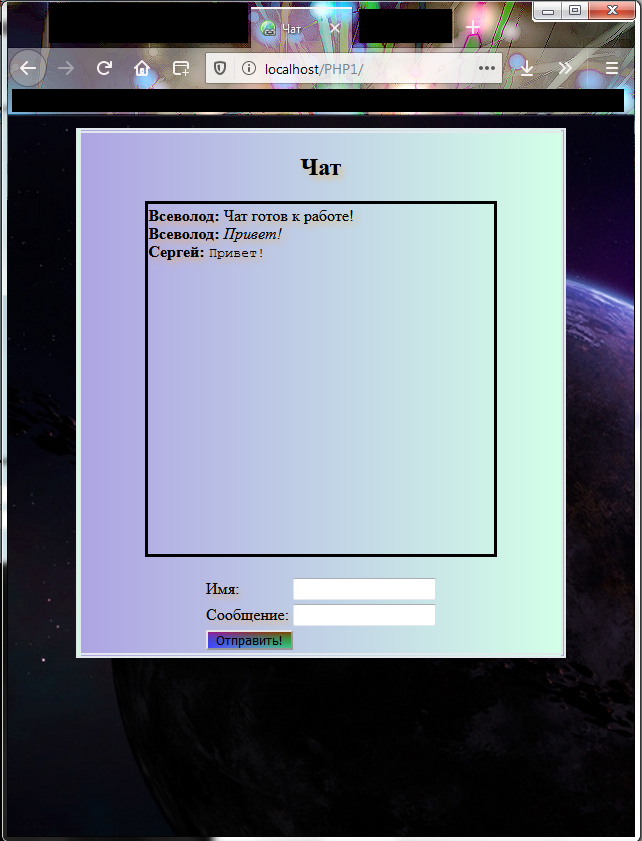 Чат
localhost/PHP1/
Чат
Всеволод: Чат готов к работе!
Всеволод: Привет!
Сергей: Привет!
Имя:
Сообщение:
Отправить!